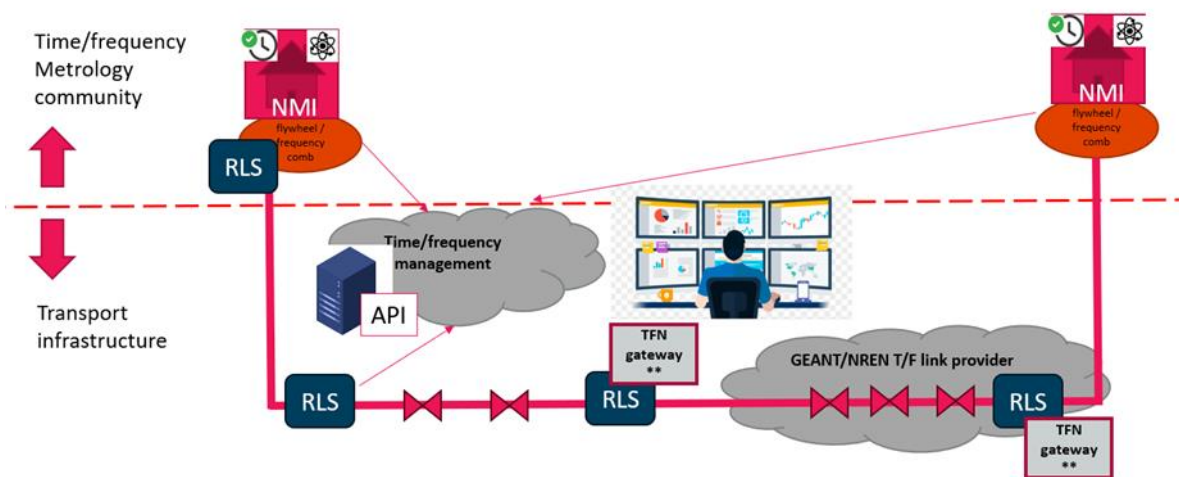 Time/frequency
Metrology
community
NMI
flywheel /
frequency
comb
RLS
NMI
flywheel /
frequency
comb
Time/frequency
management
API
Transport
infrastructure
TFN
gateway
**
GEANT/NREN T/F link provider
RLS
RLS
RLS
TFN
gateway
**